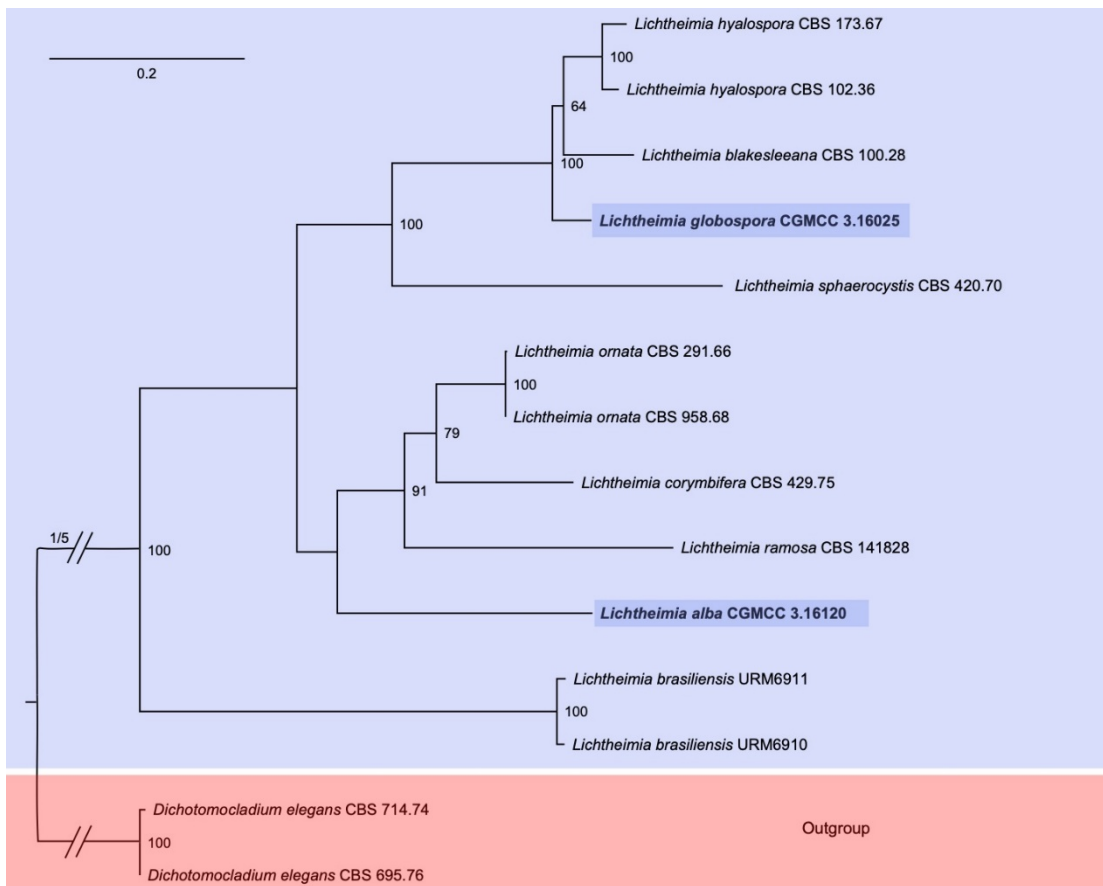 Lichtheimia hyalospora CBS 173.67
0.2
100
Lichtheimia hyalospora CBS 102.36
64
Lichtheimia blakesleeana CBS 100.28
100
Lichtheimia globospora CGMCC 3.16025
100
Lichtheimia sphaerocystis CBS 420.70
Lichtheimia ornata CBS 291.66
100
Lichtheimia ornata CBS 958.68
79
Lichtheimia corymbifera CBS 429.75
91
1/5
Lichtheimia ramosa CBS 141828
100
Lichtheimia alba CGMCC 3.16120
Lichtheimia brasiliensis URM6911
100
Lichtheimia brasiliensis URM6910
Dichotomocladium elegans CBS 714.74
100
Outgroup
Dichotomocladium elegans CBS 695.76